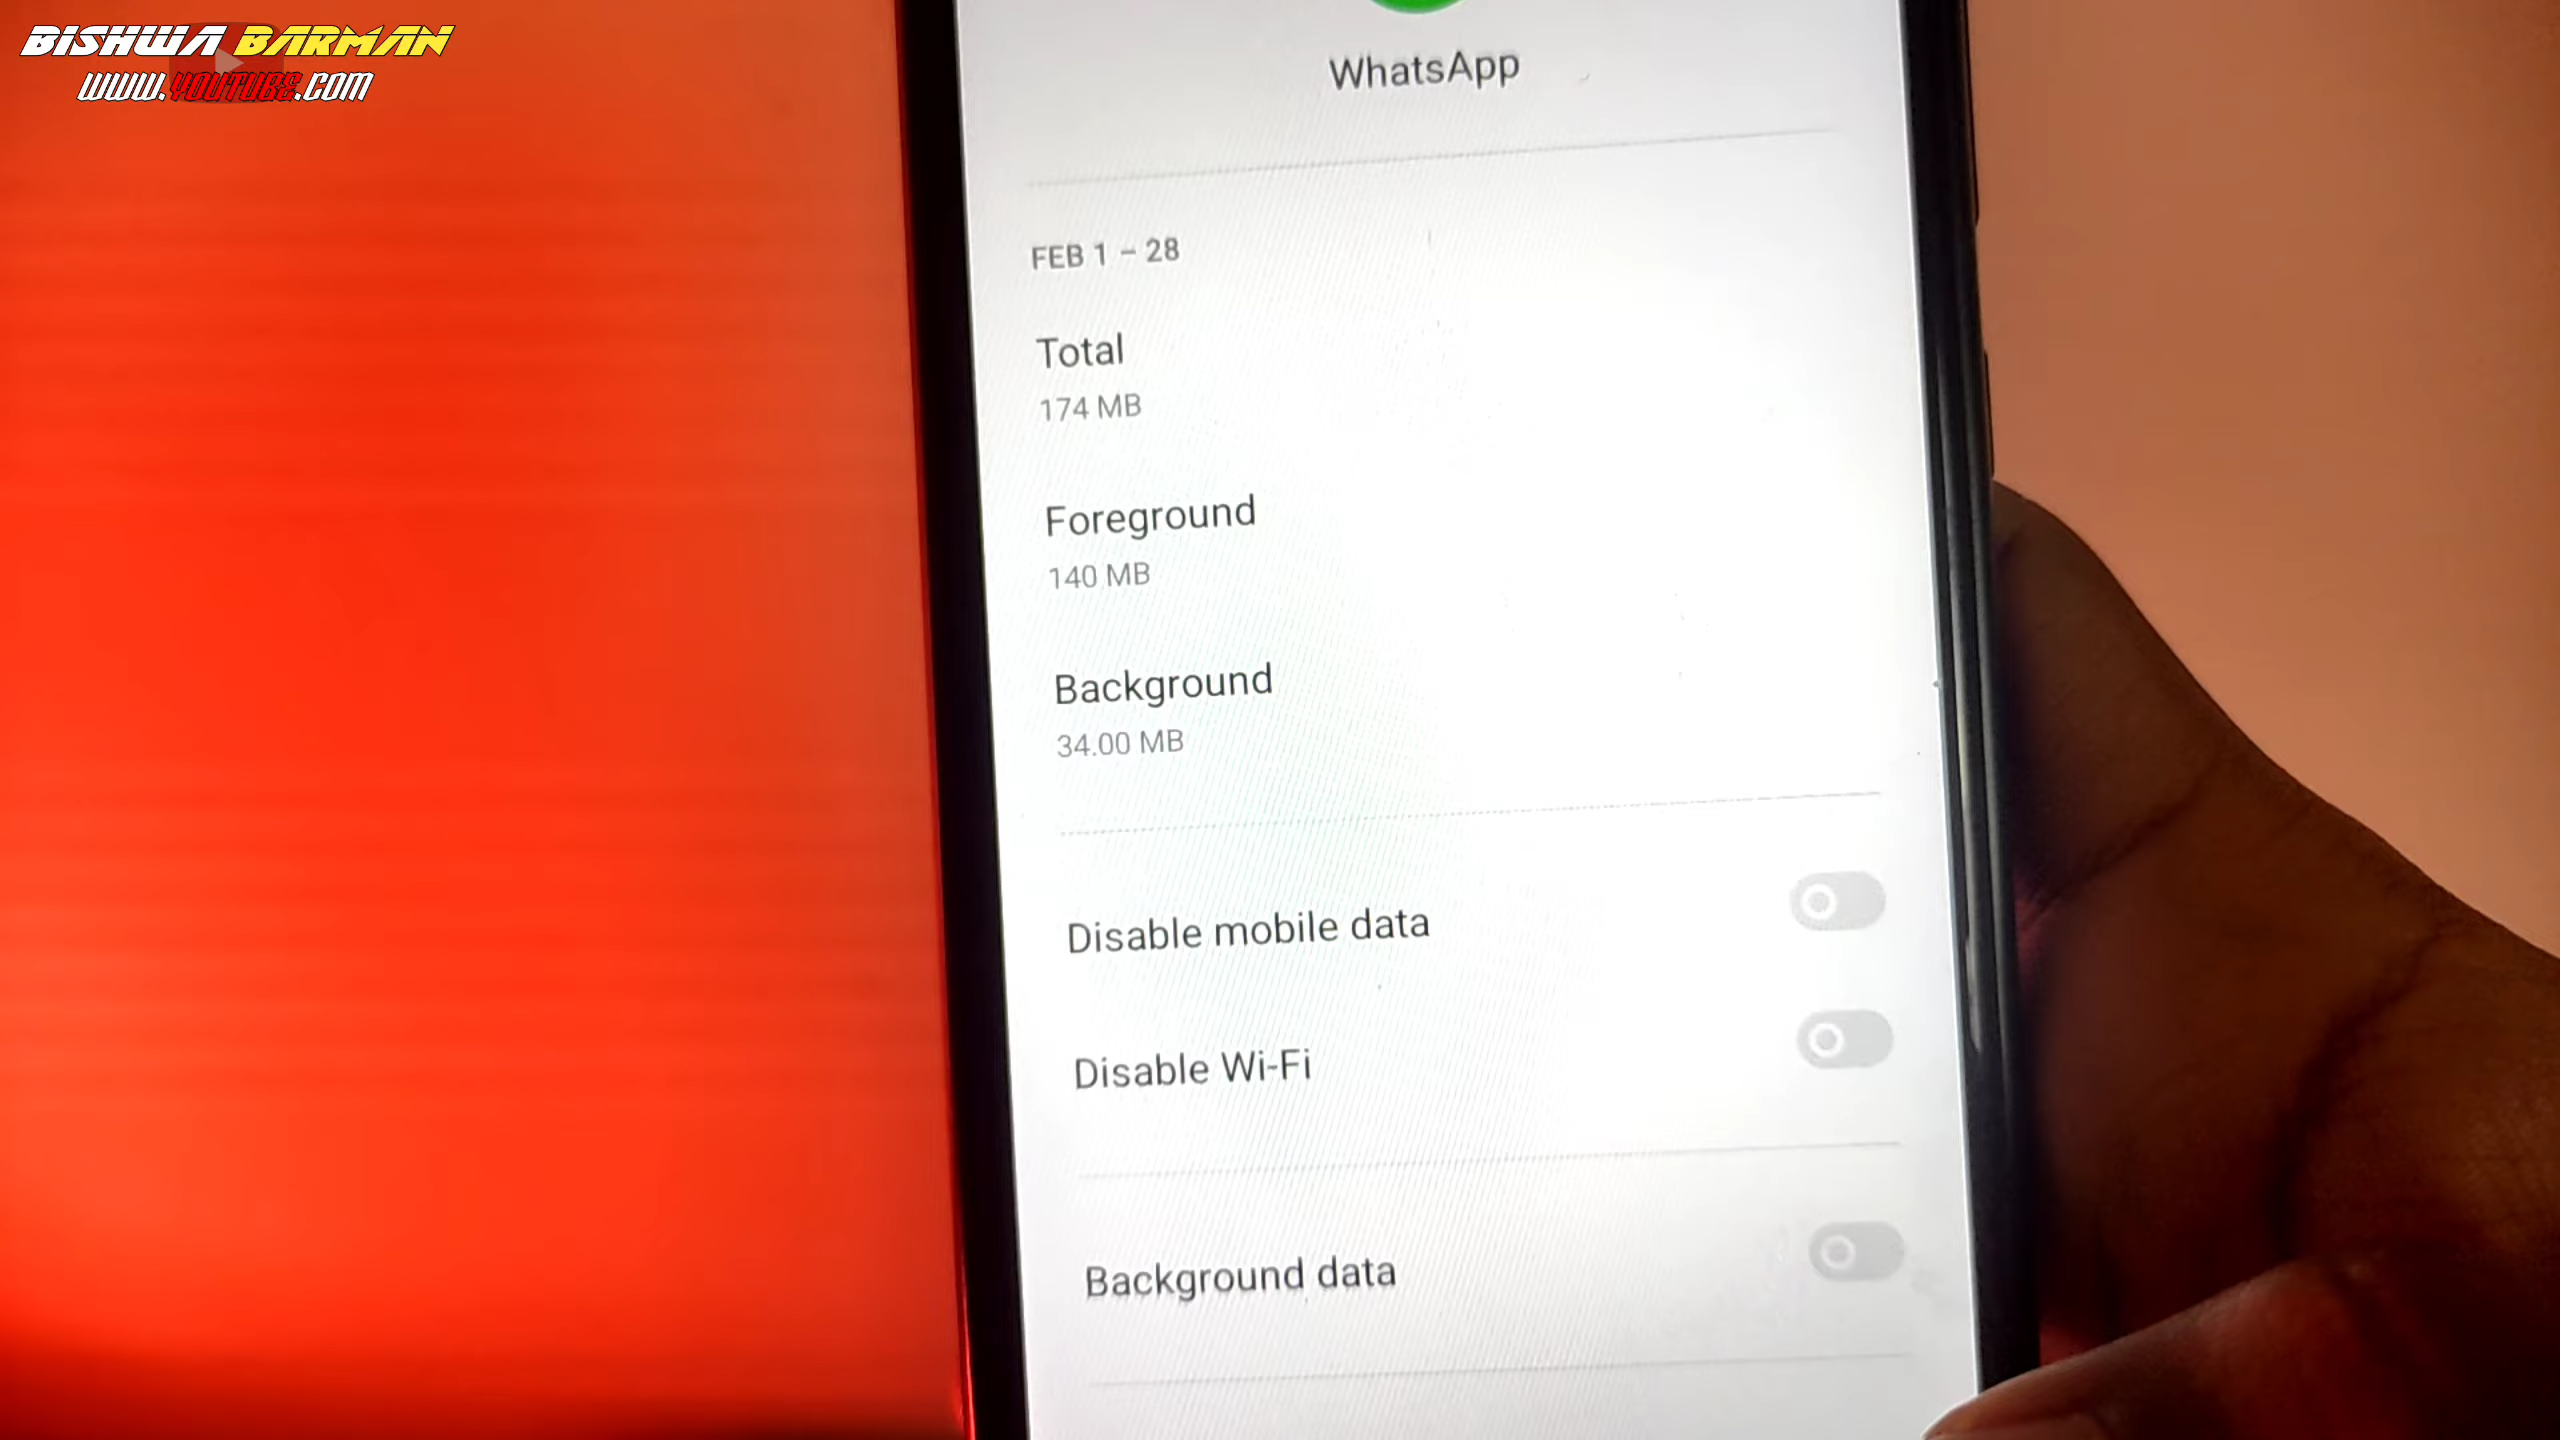 BISHWA BARMAN
WWW.YOUTUBE.COM
WhatsApp
FEB 1 – 28
Total
174 MB
Foreground
140 MB
Background
34.00 MB
Disable mobile data
Disable Wi-Fi
Background data